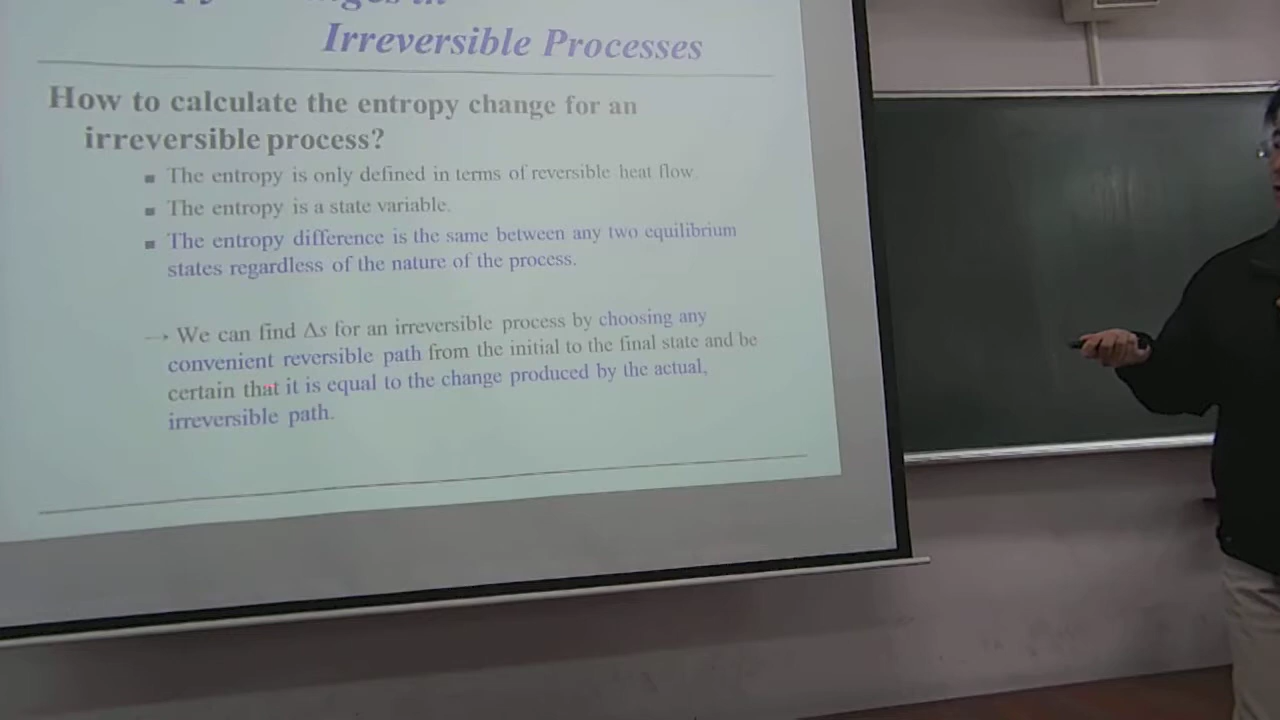 Irreversible Processes
How to calculate the entropy change for an
irreversible process?
▪ The entropy is only defined in terms of reversible heat flow.
▪ The entropy is a state variable.
▪ The entropy difference is the same between any two equilibrium
states regardless of the nature of the process.
→ We can find Δs for an irreversible process by choosing any
convenient reversible path from the initial to the final state and be
certain that it is equal to the change produced by the actual,
irreversible path.